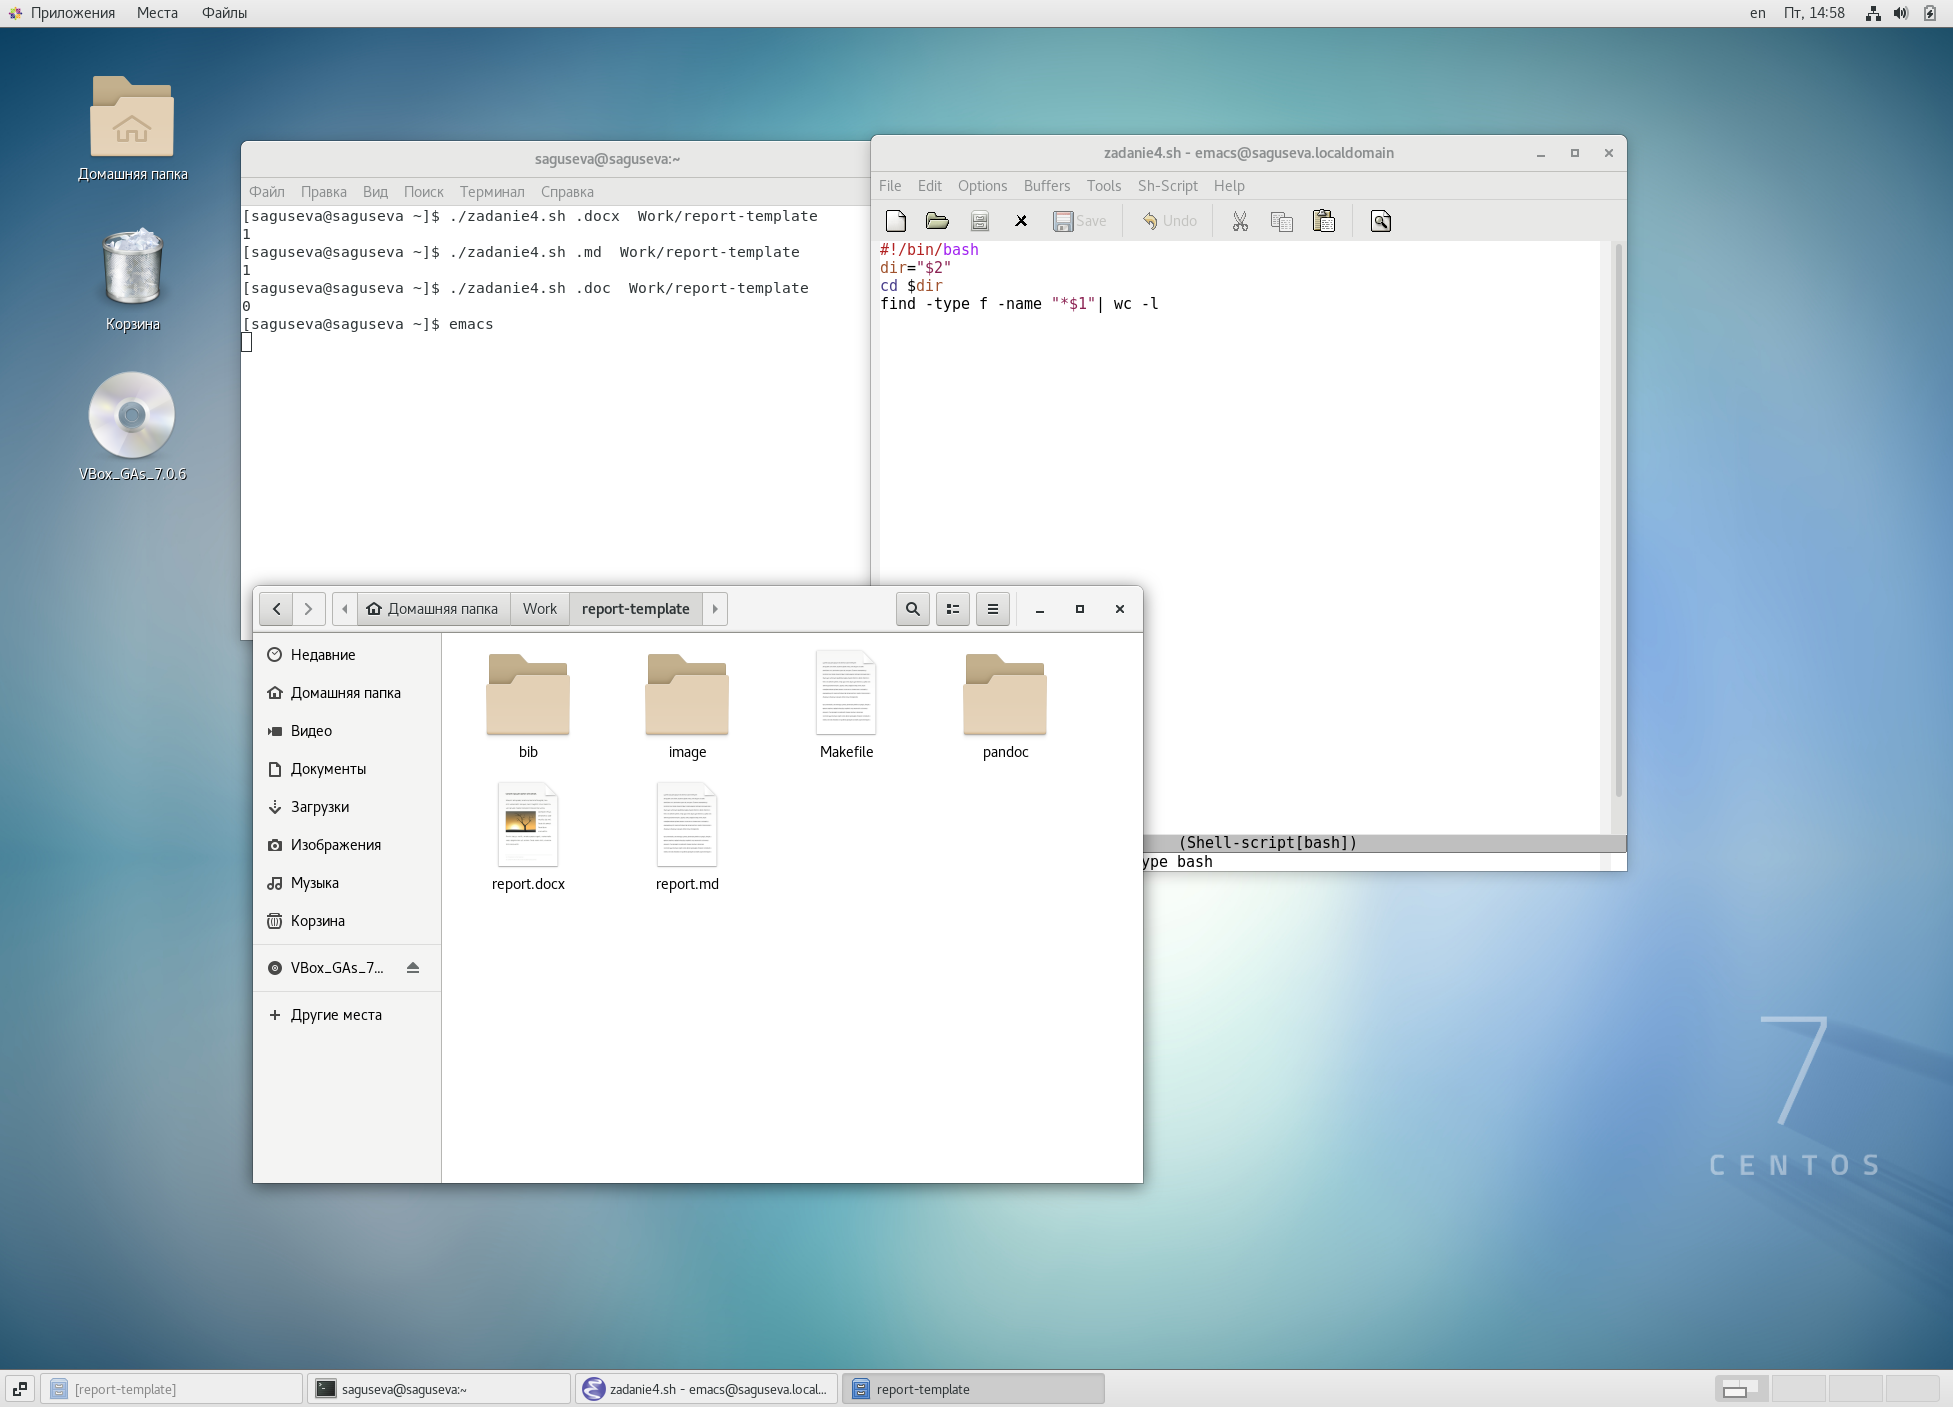 Приложения Места Файлы en Пт, 14:58
Домашняя папка
Корзина
VBox_GAs_7.0.6
saguseva@saguseva:~
Файл Правка Вид Поиск Терминал Справка
[saguseva@saguseva ~]$ ./zadanie4.sh .docx  Work/report-template
1
[saguseva@saguseva ~]$ ./zadanie4.sh .md  Work/report-template
1
[saguseva@saguseva ~]$ ./zadanie4.sh .doc  Work/report-template
0
[saguseva@saguseva ~]$ emacs
zadanie4.sh - emacs@saguseva.localdomain
File Edit Options Buffers Tools Sh-Script Help
Save Undo
#!/bin/bash
dir="$2"
cd $dir
find -type f -name "*$1"| wc -l
(Shell-script[bash])
ype bash
Домашняя папка Work report-template
Недавние
Домашняя папка
Видео
Документы
Загрузки
Изображения
Музыка
Корзина
VBox_GAs_7...
Другие места
bib image Makefile pandoc
report.docx report.md
7
CENTOS
[report-template] saguseva@saguseva:~ zadanie4.sh - emacs@saguseva.local... report-template